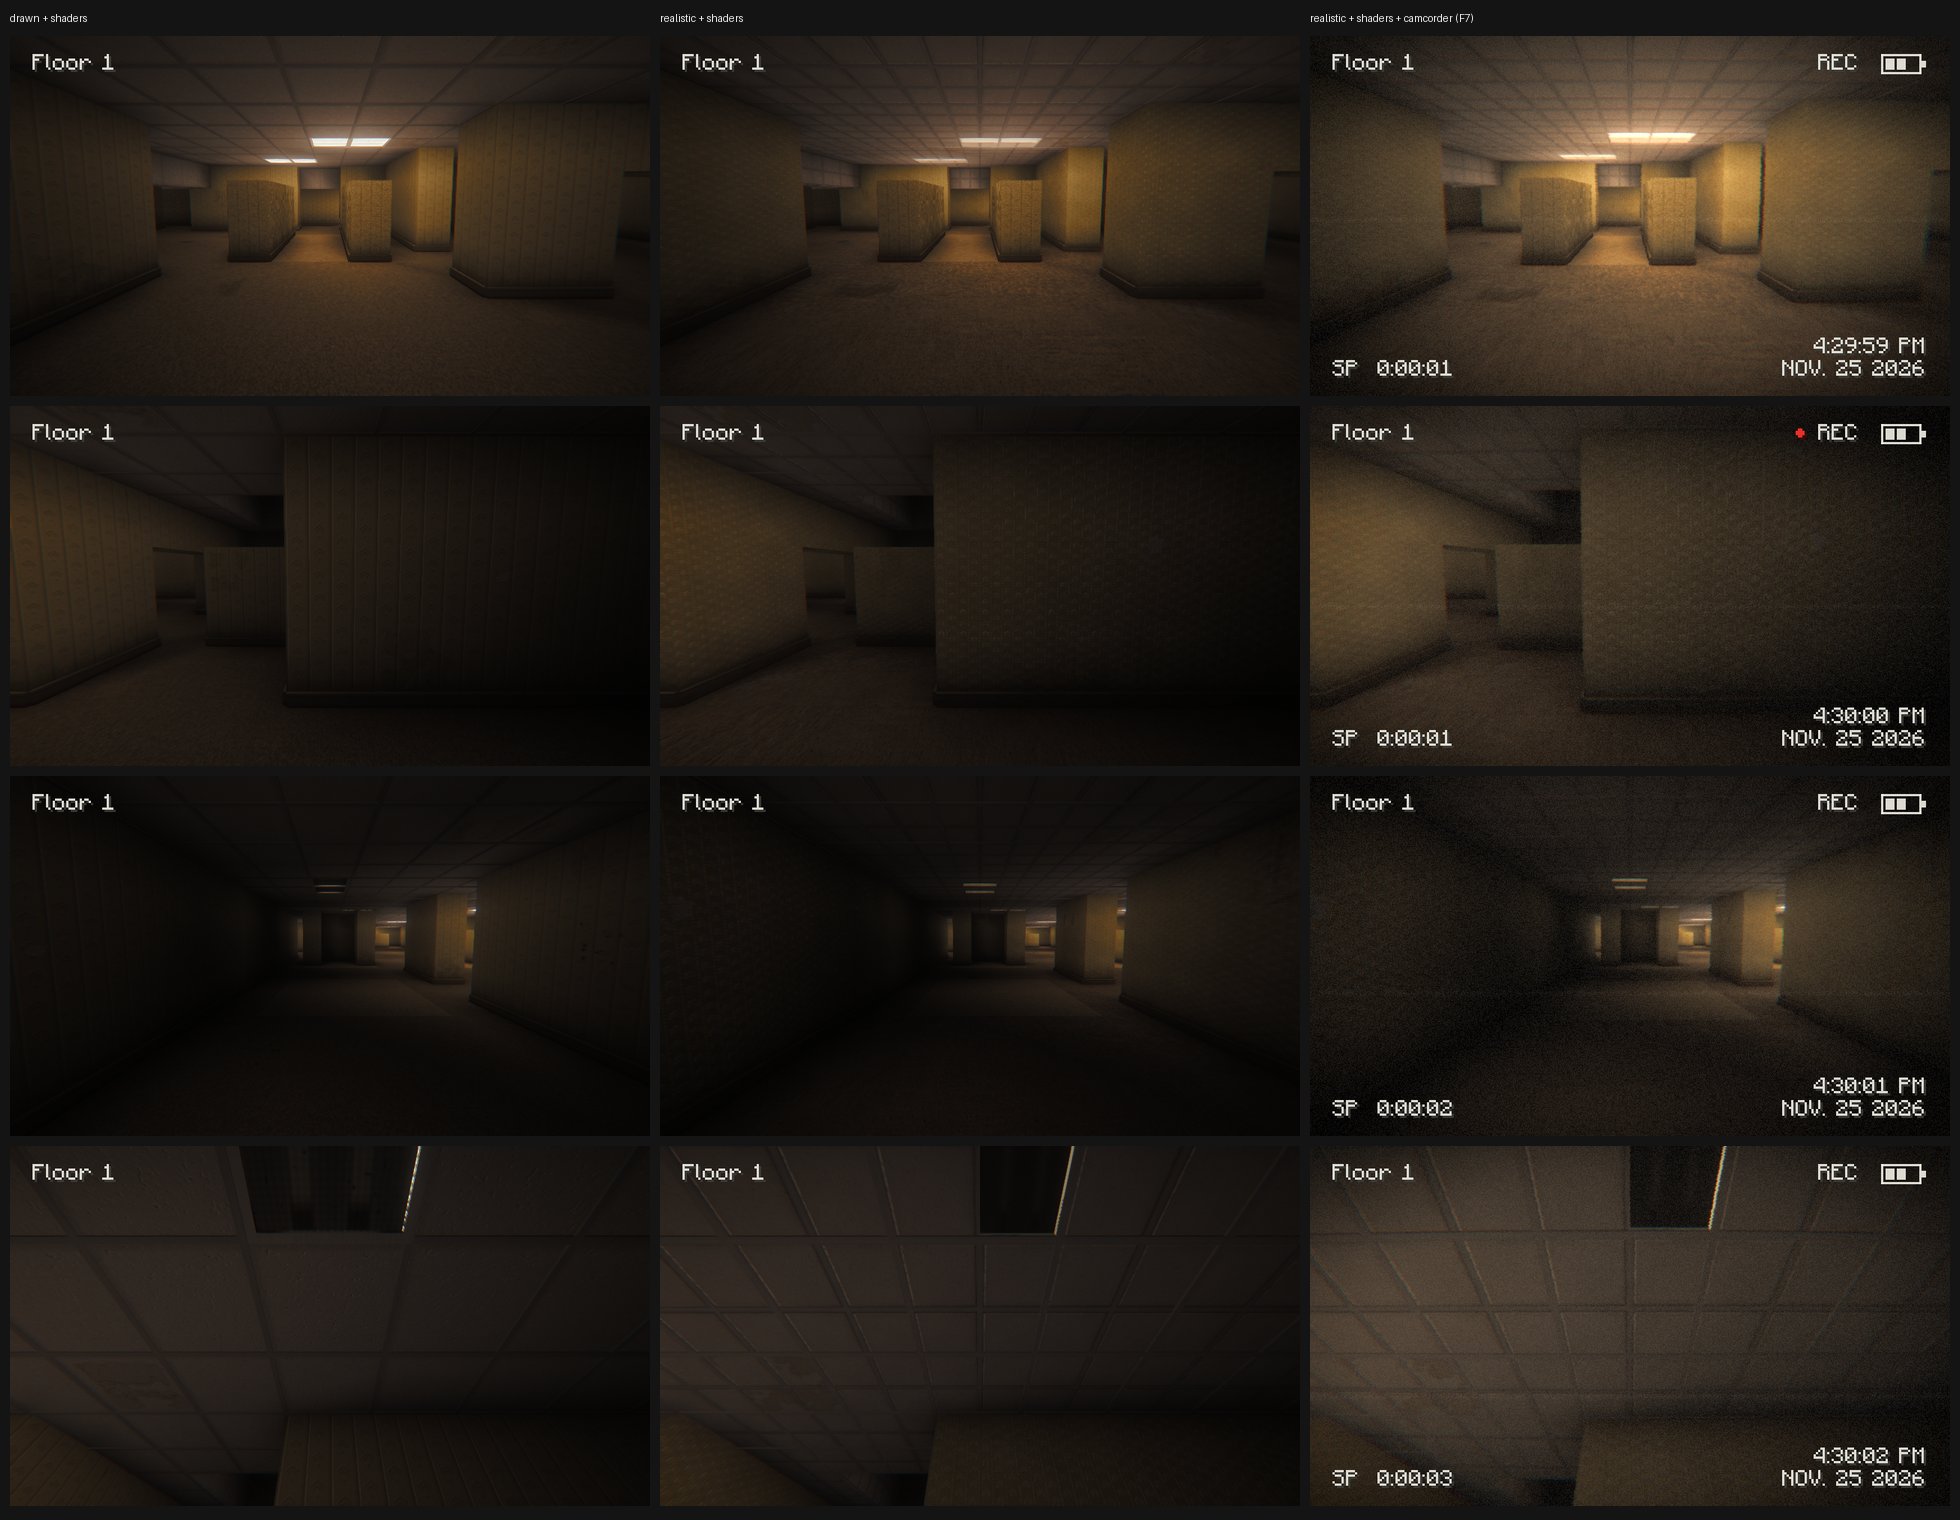 drawn + shaders
realistic + shaders
realistic + shaders + camcorder (F7)
Floor 1
Floor 1
Floor 1
REC
4:29:59 PM
SP 0:00:01
NOV. 25 2026
Floor 1
Floor 1
Floor 1
REC
4:30:00 PM
SP 0:00:01
NOV. 25 2026
Floor 1
Floor 1
Floor 1
REC
4:30:01 PM
SP 0:00:02
NOV. 25 2026
Floor 1
Floor 1
Floor 1
REC
4:30:02 PM
SP 0:00:03
NOV. 25 2026